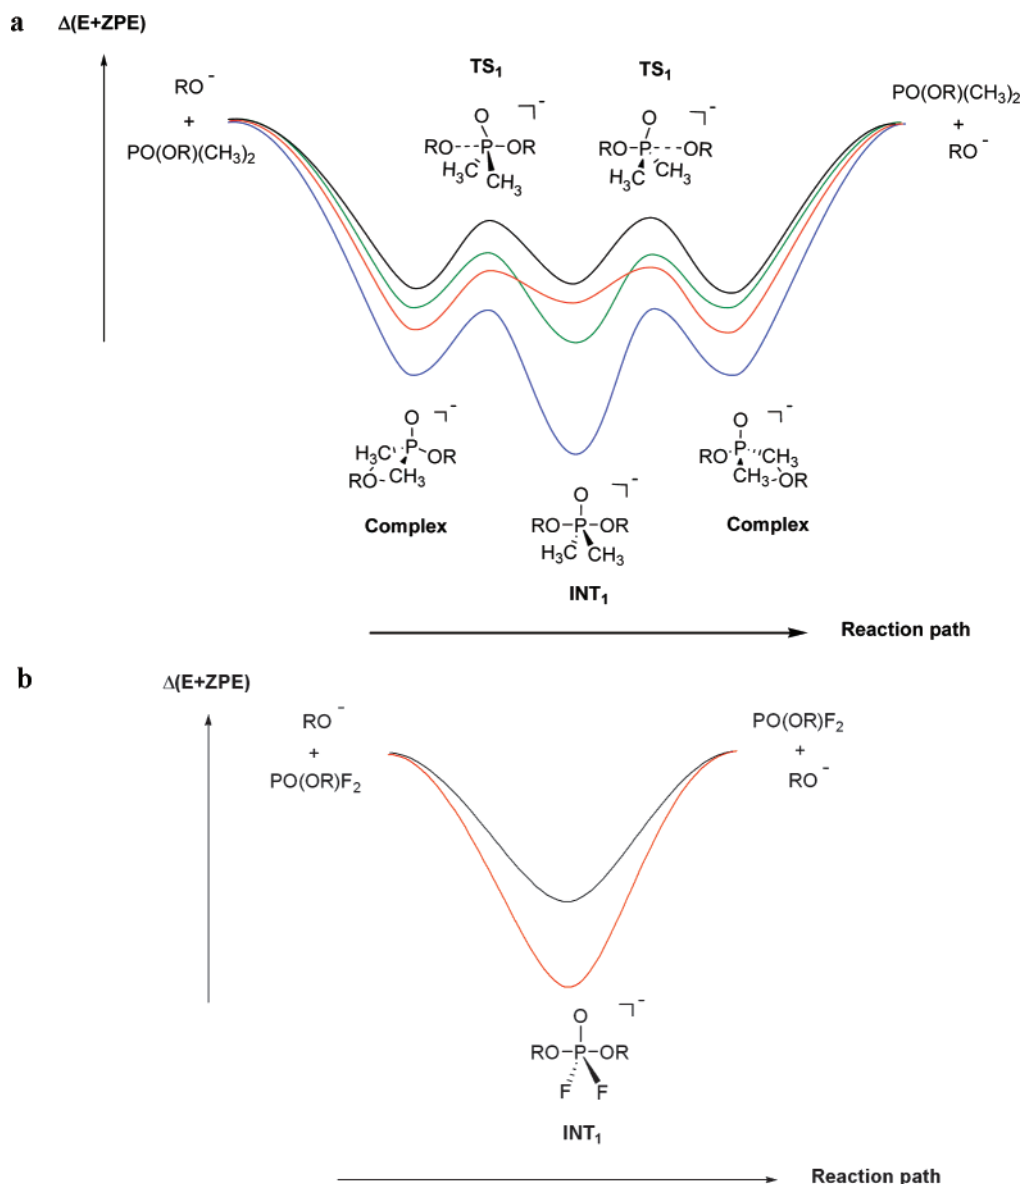 a
Δ(E+ZPE)
TS₁
TS₁
RO⁻
+
PO(OR)(CH₃)₂
O
RO
P
OR
H₃C
CH₃
⁻
O
RO
P
OR
H₃C
CH₃
⁻
PO(OR)(CH₃)₂
+
RO⁻
O
H₃C
P
OR
RO
CH₃
⁻
Complex
O
RO
P
OR
H₃C
CH₃
⁻
INT₁
O
RO
P
CH₃
CH₃
OR
⁻
Complex
Reaction path
b
Δ(E+ZPE)
RO⁻
+
PO(OR)F₂
PO(OR)F₂
+
RO⁻
O
RO
P
OR
F
F
⁻
INT₁
Reaction path